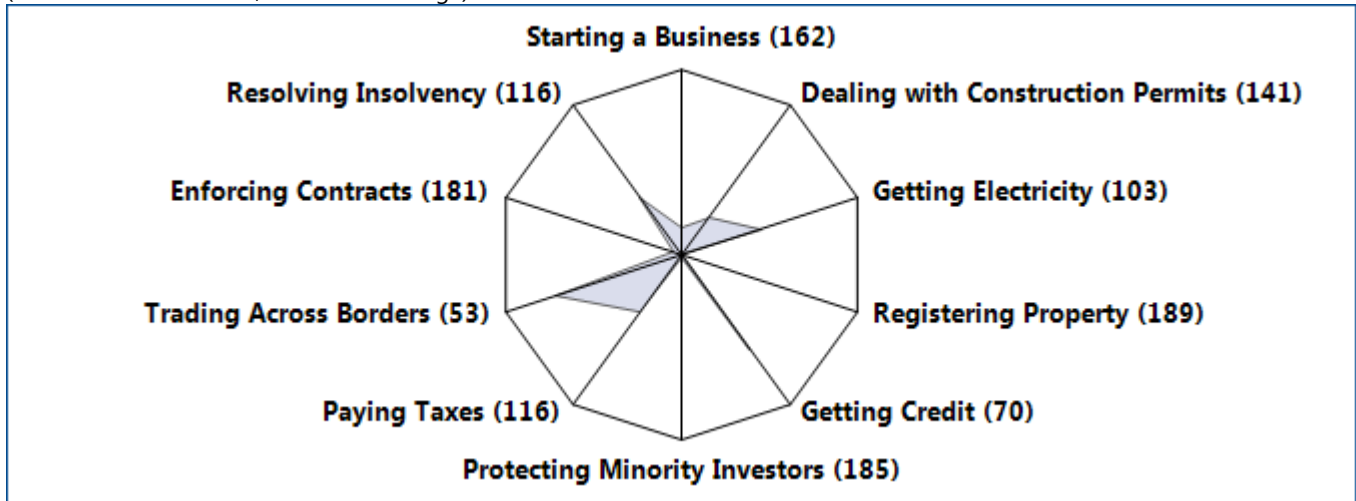 Starting a Business (162)
Resolving Insolvency (116)
Dealing with Construction Permits (141)
Enforcing Contracts (181)
Getting Electricity (103)
Trading Across Borders (53)
Registering Property (189)
Paying Taxes (116)
Getting Credit (70)
Protecting Minority Investors (185)